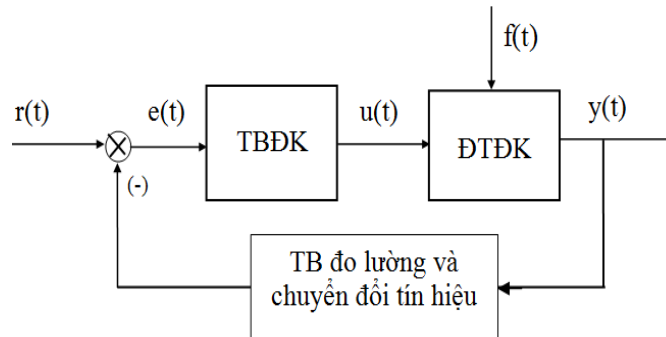 f(t)
r(t)
e(t)
TBĐK
u(t)
ĐTĐK
y(t)
(-)
TB đo lường và
chuyển đổi tín hiệu